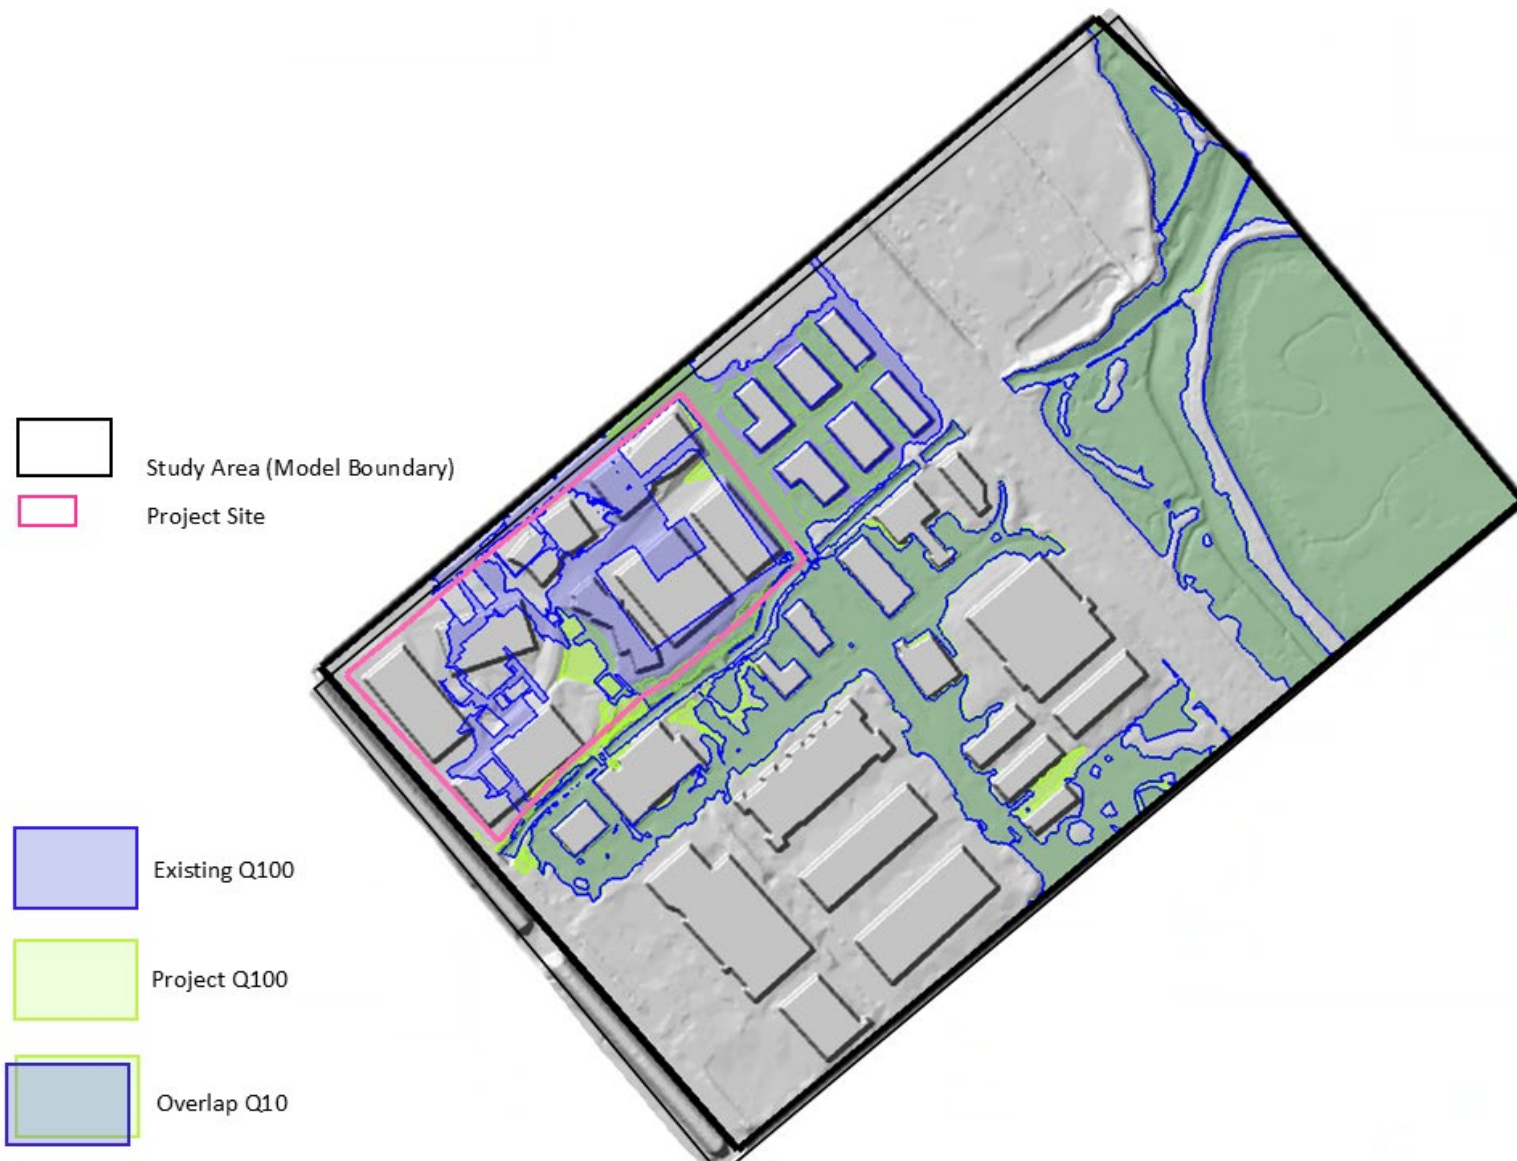 Study Area (Model Boundary)
Project Site
Existing Q100
Project Q100
Overlap Q10